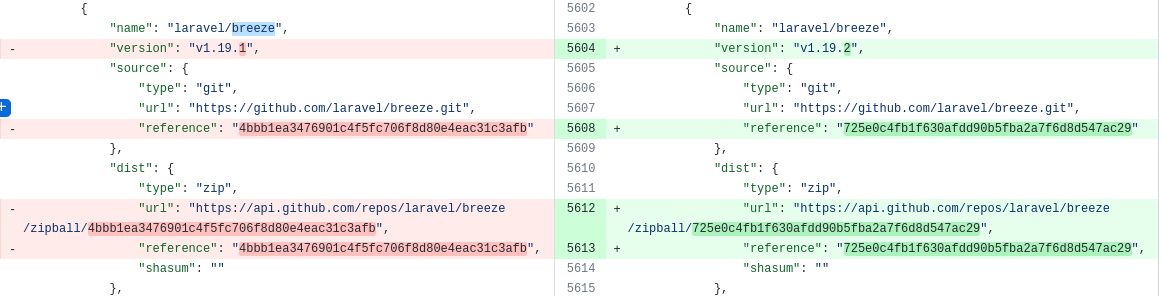 {
"name": "laravel/breeze",
- "version": "v1.19.1",
"source": {
"type": "git",
"url": "https://github.com/laravel/breeze.git",
- "reference": "4bbb1ea3476901c4f5fc706f8d80e4eac31c3afb"
},
"dist": {
"type": "zip",
- "url": "https://api.github.com/repos/laravel/breeze
/zipball/4bbb1ea3476901c4f5fc706f8d80e4eac31c3afb",
- "reference": "4bbb1ea3476901c4f5fc706f8d80e4eac31c3afb",
"shasum": ""
},
5602 {
5603 "name": "laravel/breeze",
5604 + "version": "v1.19.2",
5605 "source": {
5606 "type": "git",
5607 "url": "https://github.com/laravel/breeze.git",
5608 + "reference": "725e0c4fb1f630afdd90b5fba2a7f6d8d547ac29"
5609 },
5610 "dist": {
5611 "type": "zip",
5612 + "url": "https://api.github.com/repos/laravel/breeze
/zipball/725e0c4fb1f630afdd90b5fba2a7f6d8d547ac29",
5613 + "reference": "725e0c4fb1f630afdd90b5fba2a7f6d8d547ac29",
5614 "shasum": ""
5615 },